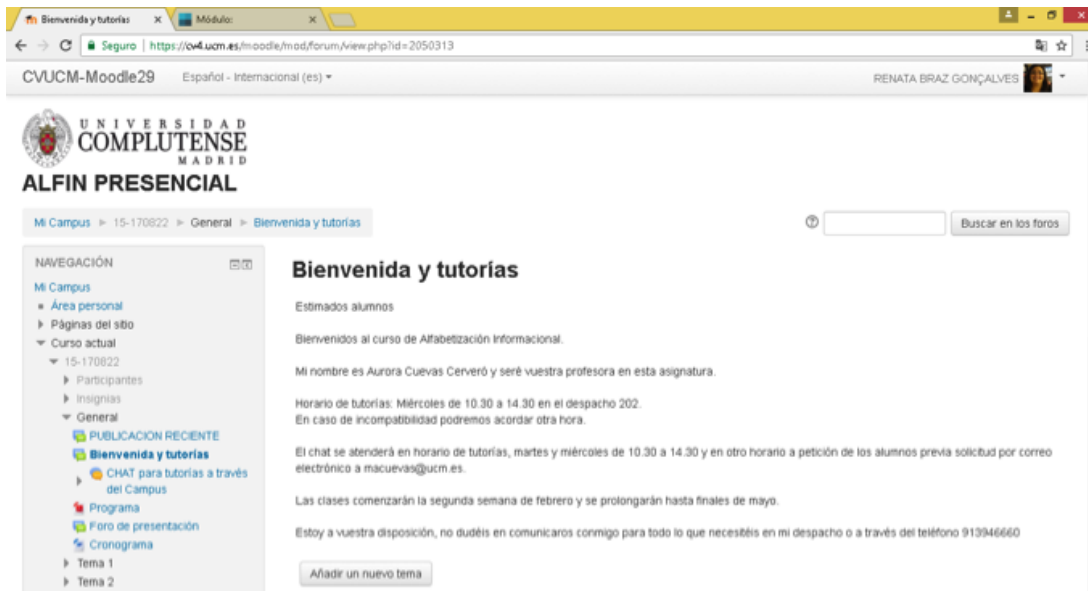 Bienvenida y tutorías
Módulo:
Seguro | https://cv4.ucm.es/moodle/mod/forum/view.php?id=2050313
CVUCM-Moodle29
Español - Internacional (es)
RENATA BRAZ GONÇALVES
UNIVERSIDAD
COMPLUTENSE
MADRID
ALFIN PRESENCIAL
Mi Campus
15-170822
General
Bienvenida y tutorías
Buscar en los foros
NAVEGACIÓN
Mi Campus
Área personal
Páginas del sitio
Curso actual
15-170822
Participantes
Insignias
General
PUBLICACION RECIENTE
Bienvenida y tutorías
CHAT para tutorías a través
del Campus
Programa
Foro de presentación
Cronograma
Tema 1
Tema 2
Bienvenida y tutorías
Estimados alumnos
Bienvenidos al curso de Alfabetización Informacional.
Mi nombre es Aurora Cuevas Cerveró y seré vuestra profesora en esta asignatura.
Horario de tutorías: Miércoles de 10.30 a 14.30 en el despacho 202.
En caso de incompatibilidad podremos acordar otra hora.
El chat se atenderá en horario de tutorías, martes y miércoles de 10.30 a 14.30 y en otro horario a petición de los alumnos previa solicitud por correo
electrónico a macuevas@ucm.es.
Las clases comenzarán la segunda semana de febrero y se prolongarán hasta finales de mayo.
Estoy a vuestra disposición, no dudéis en comunicaros conmigo para todo lo que necesitéis en mi despacho o a través del teléfono 913946660
Añadir un nuevo tema